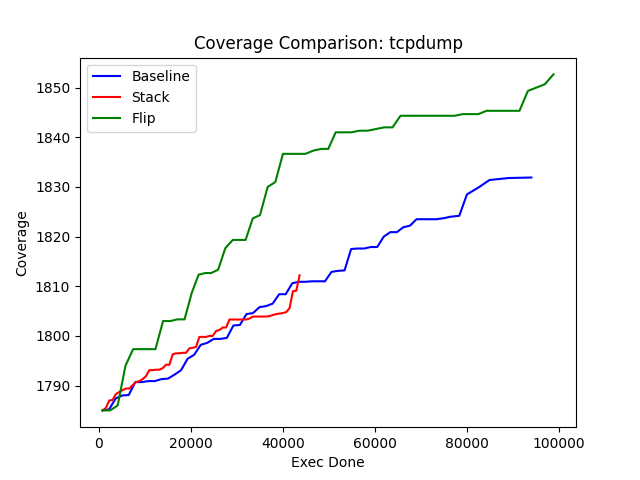 Coverage Comparison: tcpdump
Baseline
Stack
Flip
Coverage
1850
1840
1830
1820
1810
1800
1790
0 20000 40000 60000 80000 100000
Exec Done